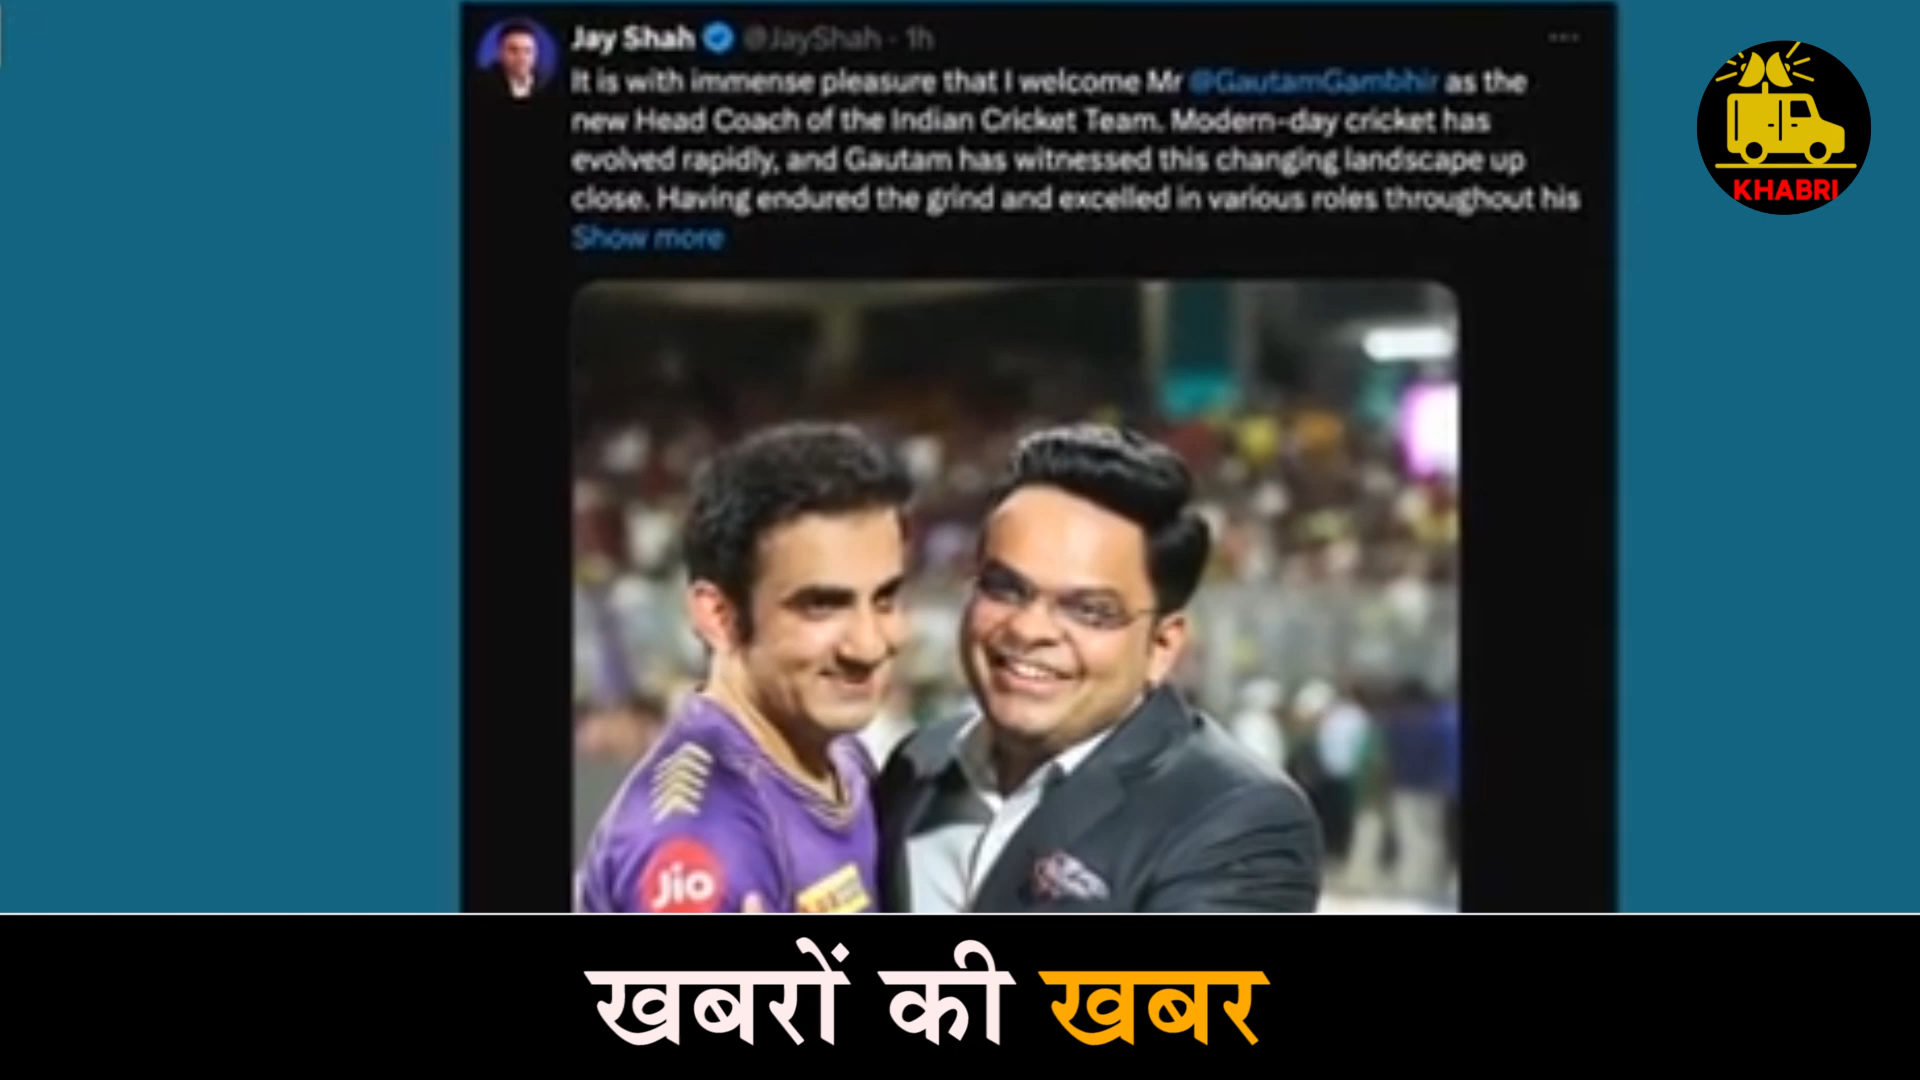 Jay Shah @JayShah · 1h
It is with immense pleasure that I welcome Mr @GautamGambhir as the
new Head Coach of the Indian Cricket Team. Modern-day cricket has
evolved rapidly, and Gautam has witnessed this changing landscape up
close. Having endured the grind and excelled in various roles throughout his
Show more
KHABRI
Jio
खबरों की खबर